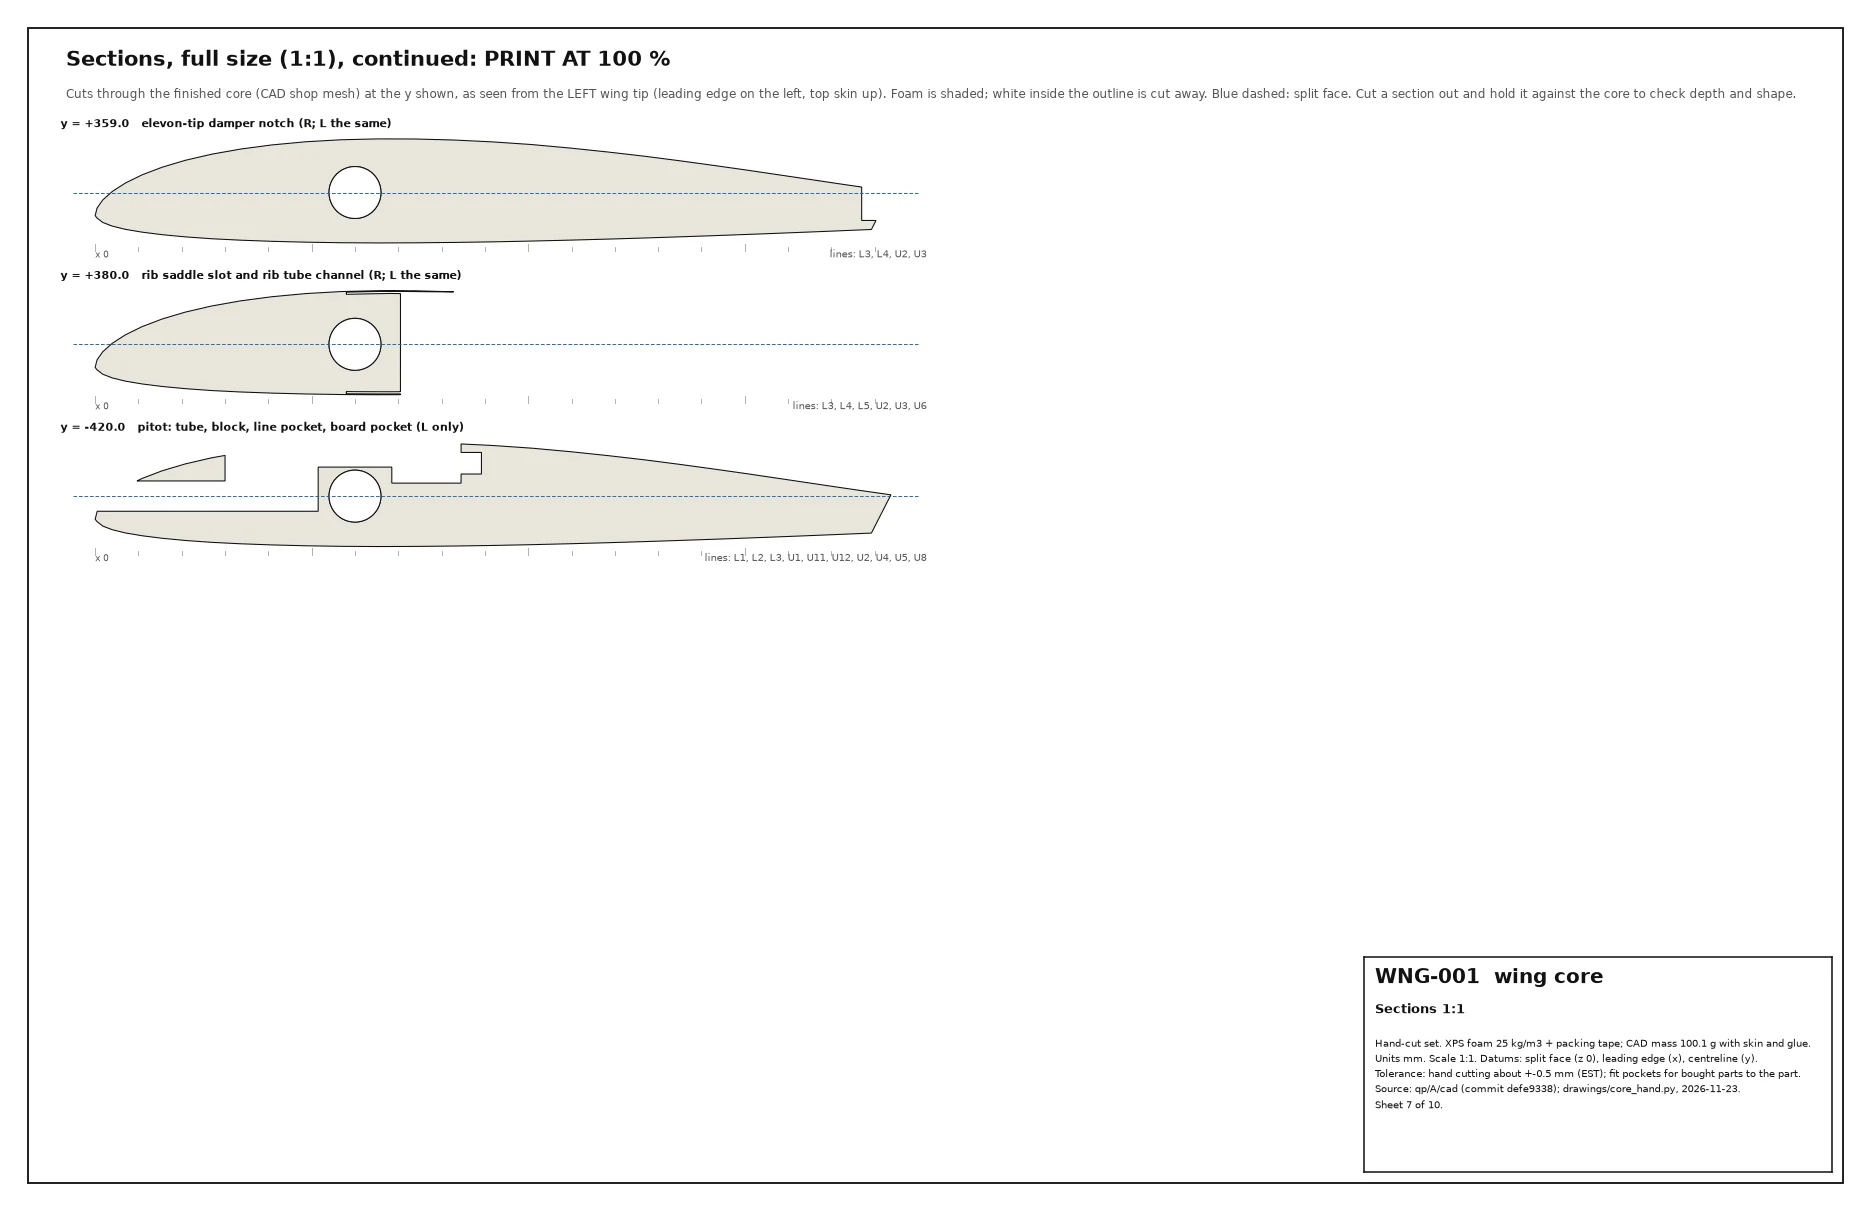 Sections, full size (1:1), continued: PRINT AT 100 %
Cuts through the finished core (CAD shop mesh) at the y shown, as seen from the LEFT wing tip (leading edge on the left, top skin up). Foam is shaded; white inside the outline is cut away. Blue dashed: split face. Cut a section out and hold it against the core to check depth and shape.
y = +359.0   elevon-tip damper notch (R; L the same)
x 0
lines: L3, L4, U2, U3
y = +380.0   rib saddle slot and rib tube channel (R; L the same)
x 0
lines: L3, L4, L5, U2, U3, U6
y = -420.0   pitot: tube, block, line pocket, board pocket (L only)
x 0
lines: L1, L2, L3, U1, U11, U12, U2, U4, U5, U8
WNG-001  wing core
Sections 1:1
Hand-cut set. XPS foam 25 kg/m3 + packing tape; CAD mass 100.1 g with skin and glue.
Units mm. Scale 1:1. Datums: split face (z 0), leading edge (x), centreline (y).
Tolerance: hand cutting about +-0.5 mm (EST); fit pockets for bought parts to the part.
Source: qp/A/cad (commit defe9338); drawings/core_hand.py, 2026-11-23.
Sheet 7 of 10.